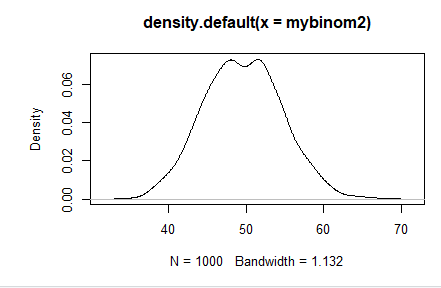 density.default(x = mybinom2)
Density
0.00 0.02 0.04 0.06
40 50 60 70
N = 1000 Bandwidth = 1.132